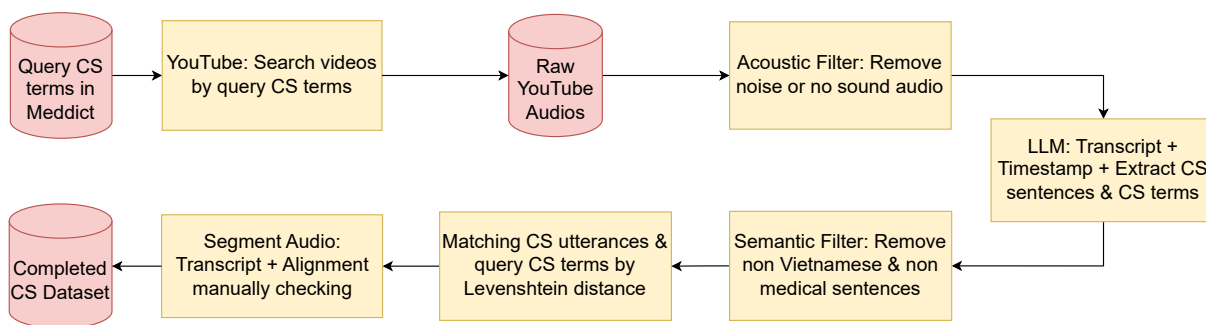 Query CS
terms in
Meddict
YouTube: Search videos
by query CS terms
Raw
YouTube
Audios
Acoustic Filter: Remove
noise or no sound audio
LLM: Transcript +
Timestamp + Extract CS
sentences & CS terms
Semantic Filter: Remove
non Vietnamese & non
medical sentences
Matching CS utterances &
query CS terms by
Levenshtein distance
Segment Audio:
Transcript + Alignment
manually checking
Completed
CS Dataset